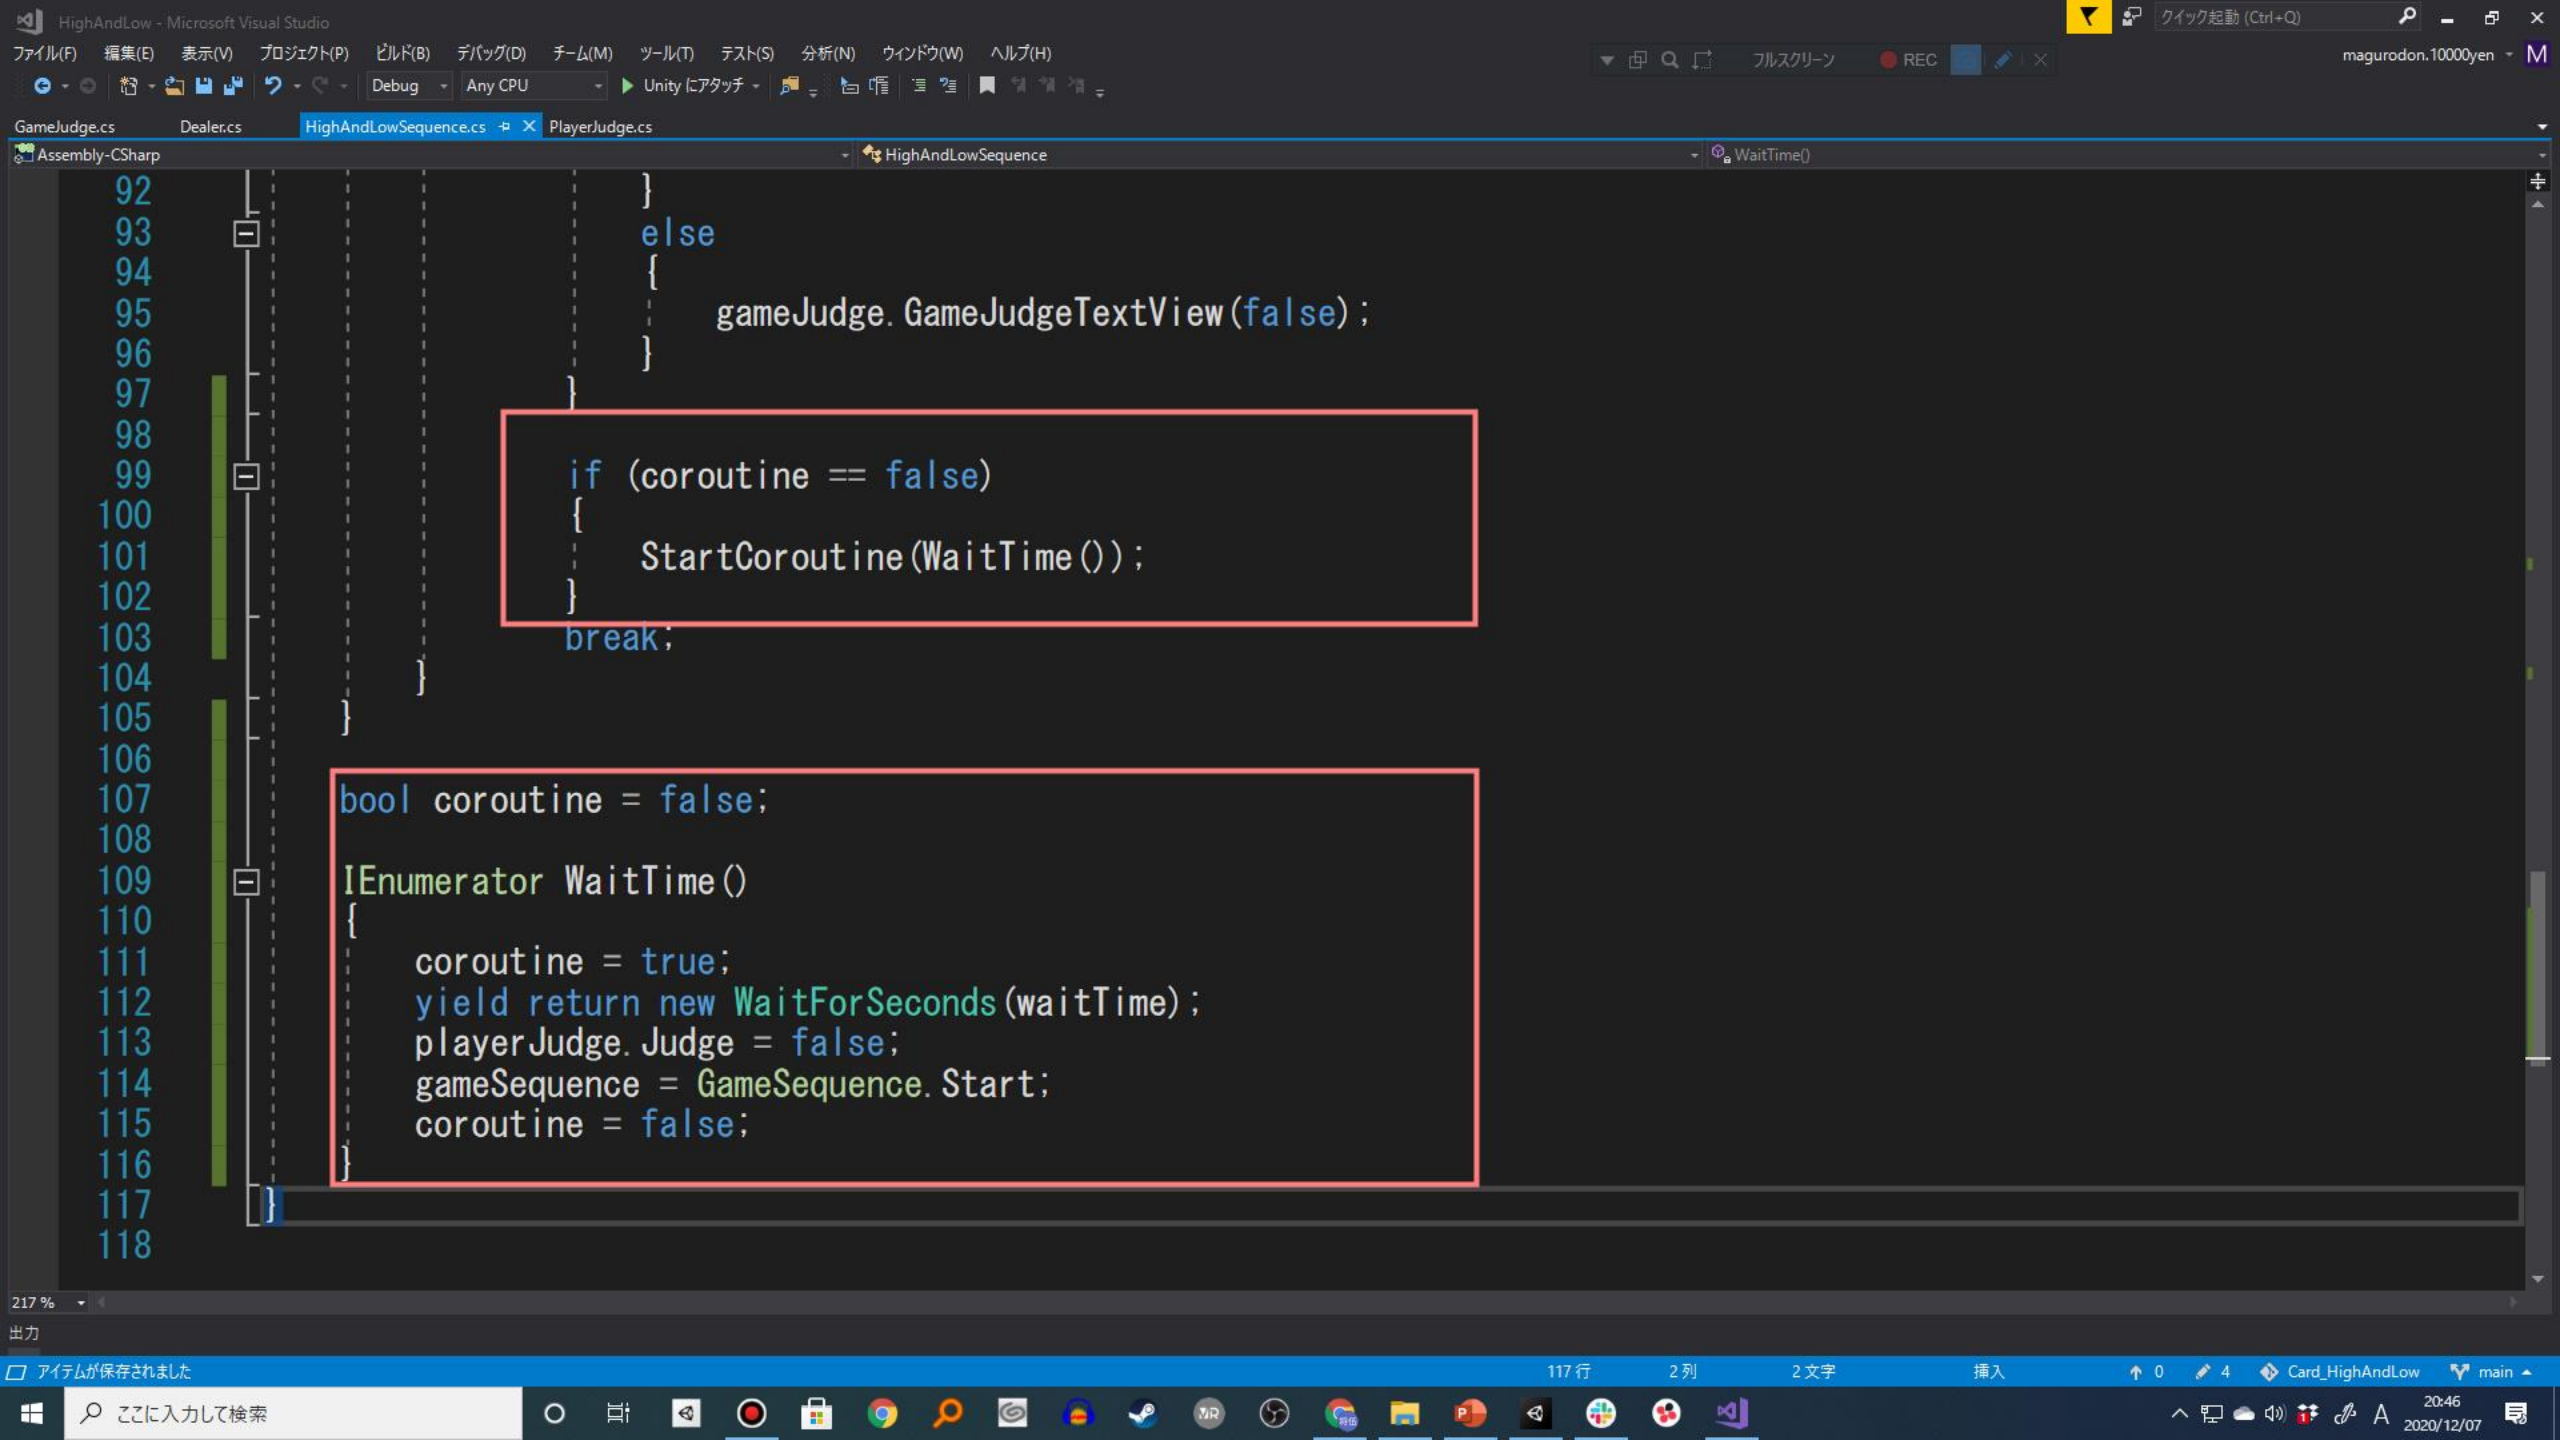 HighAndLow - Microsoft Visual Studio
クイック起動 (Ctrl+Q)
ファイル(F) 編集(E) 表示(V) プロジェクト(P) ビルド(B) デバッグ(D) チーム(M) ツール(T) テスト(S) 分析(N) ウィンドウ(W) ヘルプ(H)
フルスクリーン REC
magurodon.10000yen M
Debug Any CPU Unity にアタッチ
GameJudge.cs Dealer.cs HighAndLowSequence.cs PlayerJudge.cs
Assembly-CSharp HighAndLowSequence WaitTime()
92 }
93 else
94 {
95 gameJudge.GameJudgeTextView(false);
96 }
97 }
98
99 if (coroutine == false)
100 {
101 StartCoroutine(WaitTime());
102 }
103 break;
104 }
105 }
106
107 bool coroutine = false;
108
109 IEnumerator WaitTime()
110 {
111 coroutine = true;
112 yield return new WaitForSeconds(waitTime);
113 playerJudge.Judge = false;
114 gameSequence = GameSequence.Start;
115 coroutine = false;
116 }
117 }
118
217 %
出力
アイテムが保存されました 117 行 2 列 2 文字 挿入 0 4 Card_HighAndLow main
ここに入力して検索 A 20:46
2020/12/07